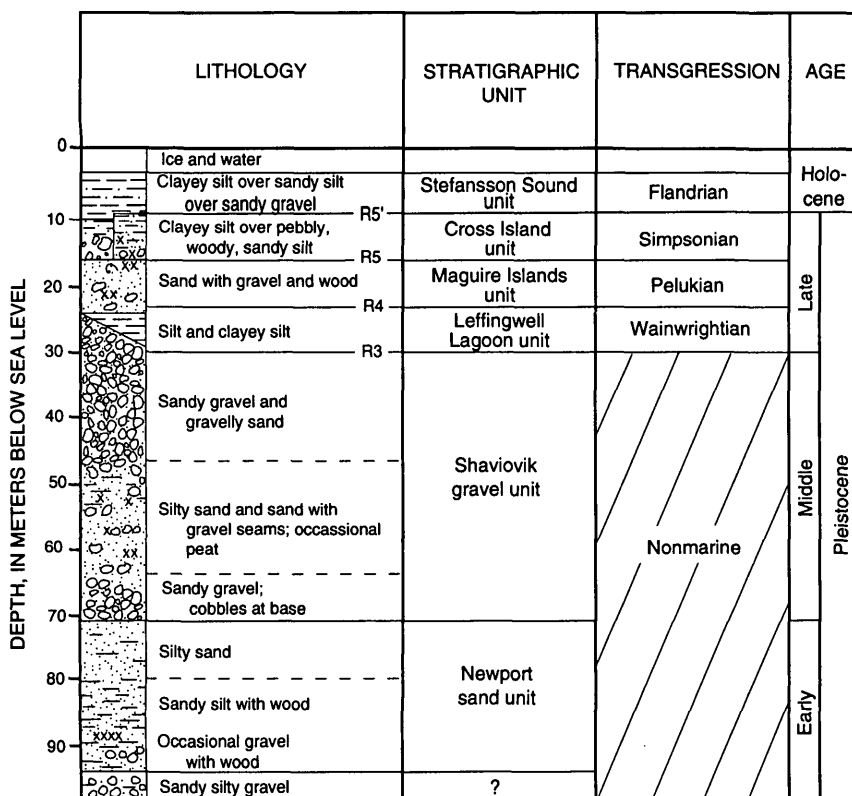 LITHOLOGY
STRATIGRAPHIC
UNIT
TRANSGRESSION
AGE
DEPTH, IN METERS BELOW SEA LEVEL
0
10
20
30
40
50
60
70
80
90
Ice and water
Clayey silt over sandy silt
over sandy gravel
R5'
Clayey silt over pebbly,
woody, sandy silt
R5
Sand with gravel and wood
R4
Silt and clayey silt
R3
Sandy gravel and
gravelly sand
Silty sand and sand with
gravel seams; occassional
peat
Sandy gravel;
cobbles at base
Silty sand
Sandy silt with wood
Occasional gravel
with wood
Sandy silty gravel
Stefansson Sound
unit
Cross Island
unit
Maguire Islands
unit
Leffingwell
Lagoon unit
Shaviovik
gravel unit
Newport
sand unit
?
Flandrian
Simpsonian
Pelukian
Wainwrightian
Nonmarine
Holo-
cene
Late
Middle
Early
Pleistocene
x
xx
xx
x
x
x
xx
xxxx